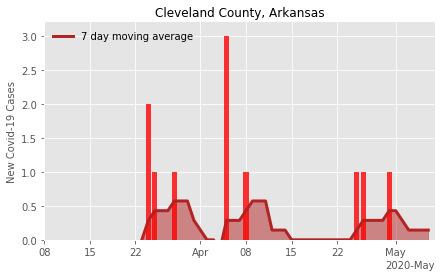 Cleveland County, Arkansas
7 day moving average
New Covid-19 Cases
3.0
2.5
2.0
1.5
1.0
0.5
0.0
08 15 22 Apr 08 15 22 May
2020-May